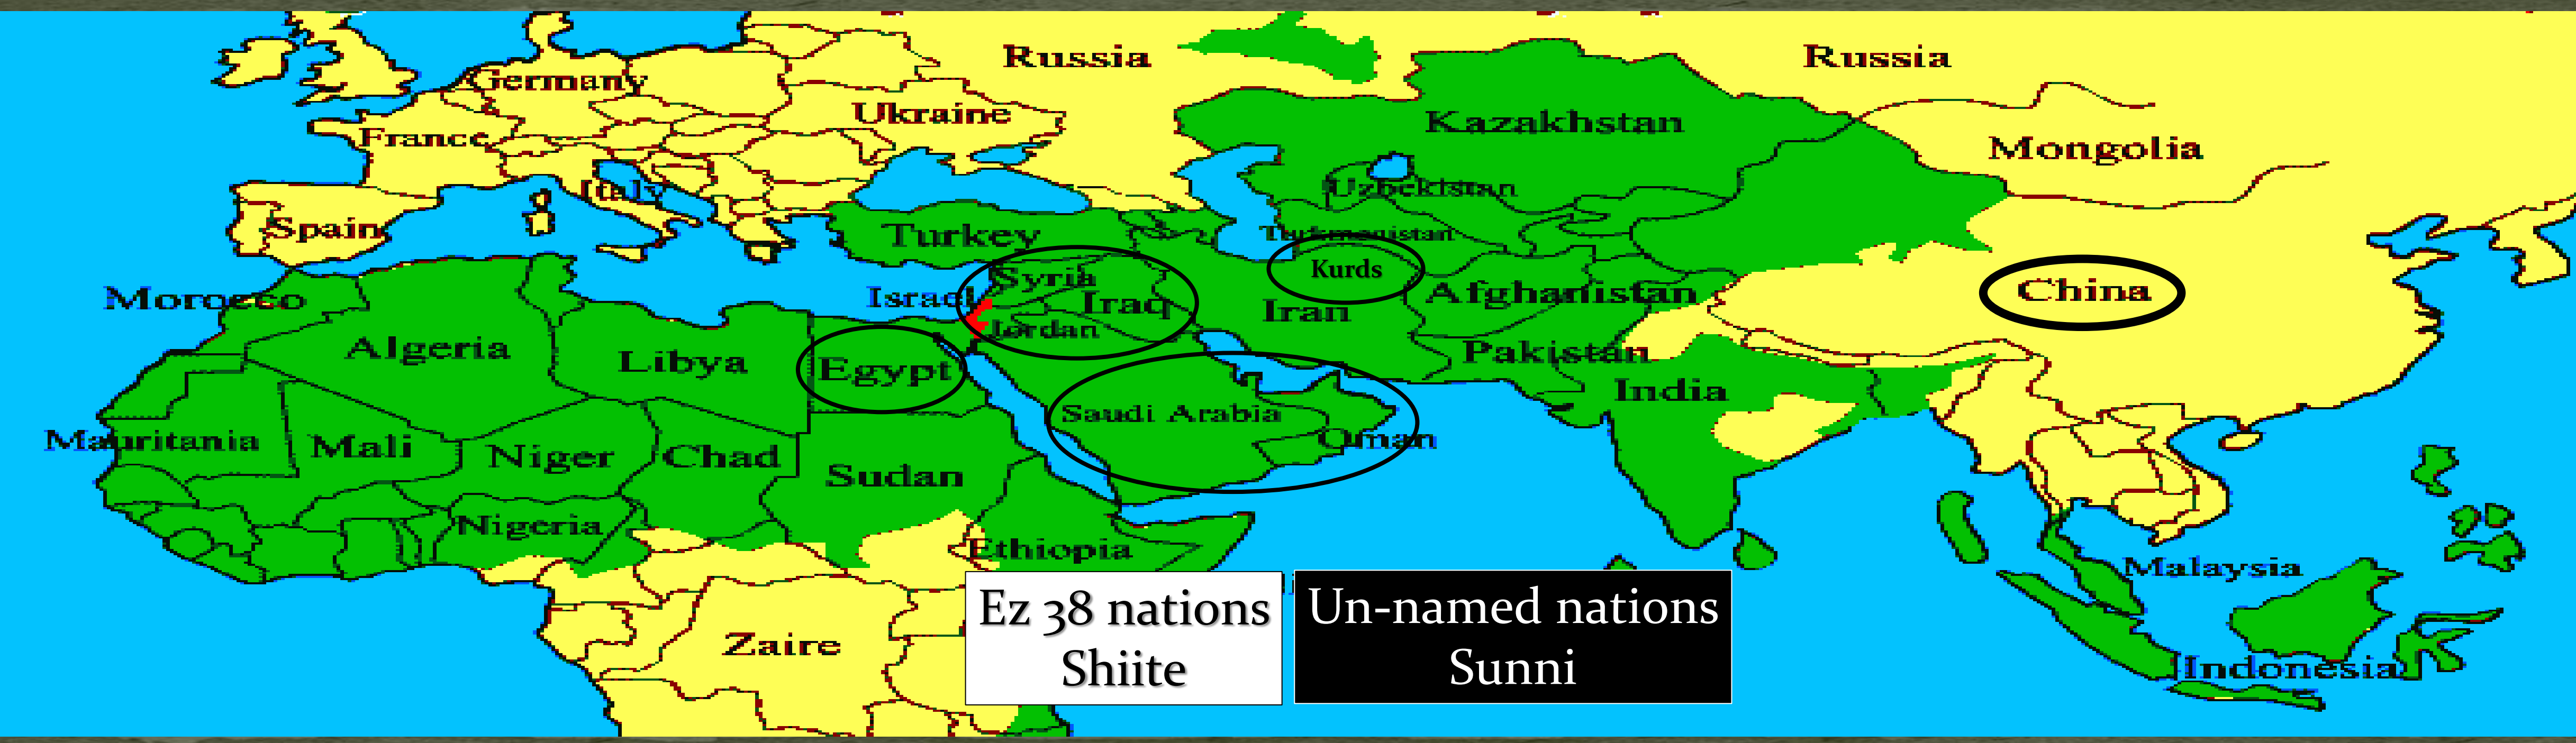 Russia
Russia
Germany
Ukraine
Kazakhstan
France
Mongolia
Italy
Uzbekistan
Spain
Turkey
Turkmanistan
Kurds
Syria
Morocco
Israel
Iraq
Iran
Afghanistan
China
Jordan
Algeria
Libya
Egypt
Pakistan
India
Saudi Arabia
Oman
Mauritania
Mali
Niger
Chad
Sudan
Nigeria
Ethiopia
Malaysia
Ez 38 nations
Shiite
Un-named nations
Sunni
Zaire
Indonesia